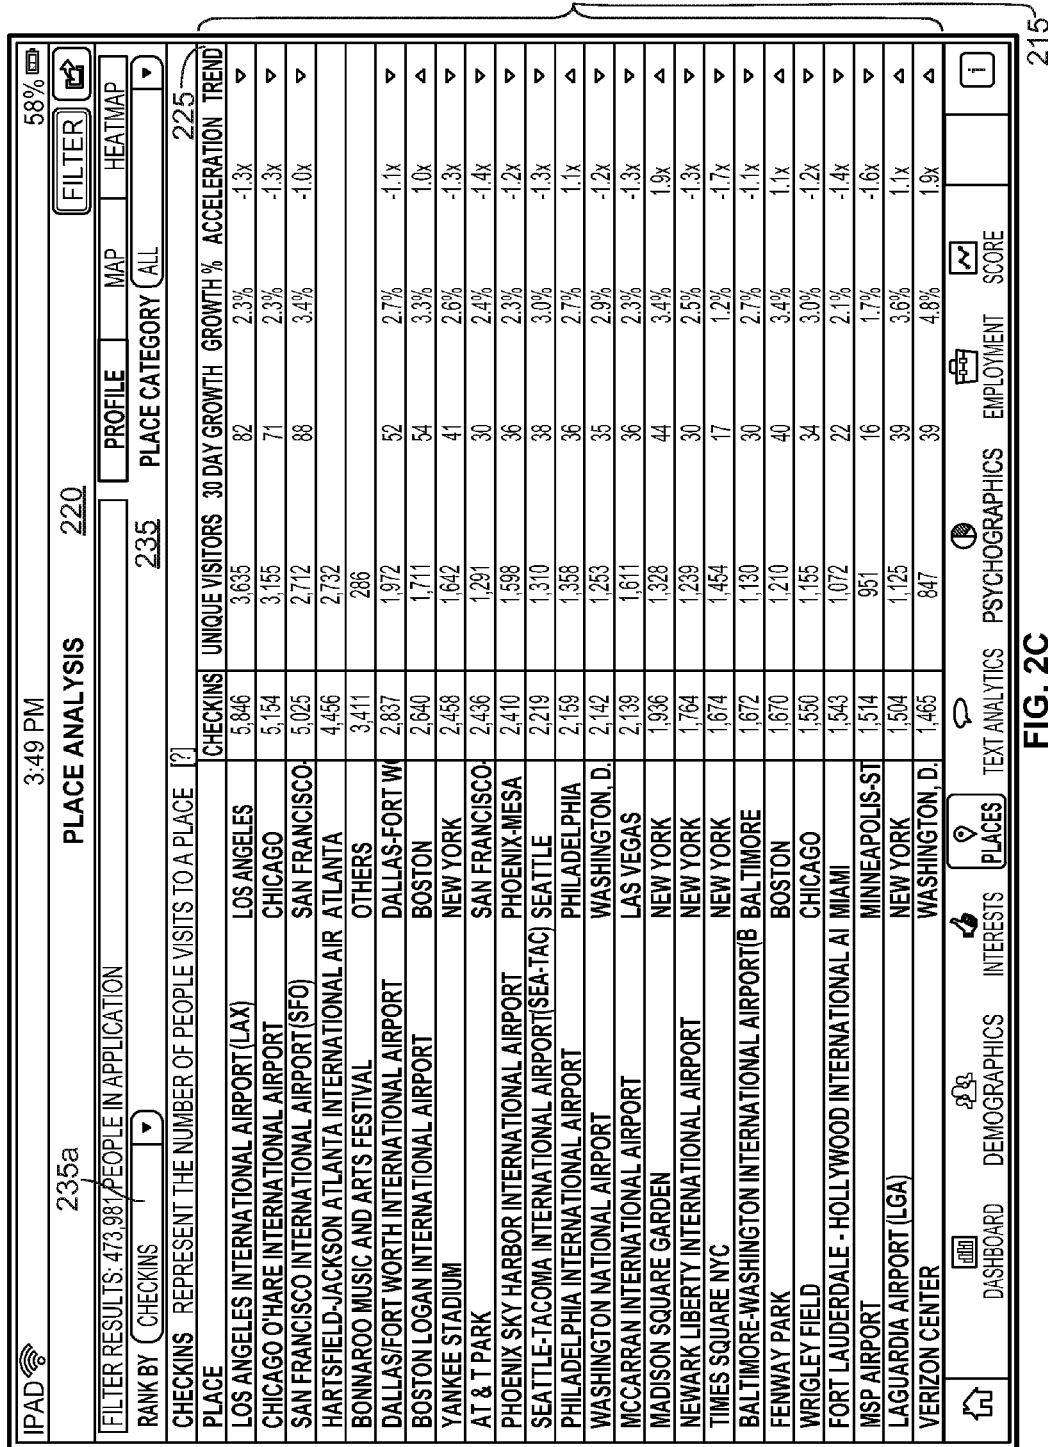 IPAD 3:49 PM 58%
PLACE ANALYSIS 220 FILTER
235a
FILTER RESULTS: 473,981 PEOPLE IN APPLICATION PROFILE MAP HEATMAP
RANK BY CHECKINS 235 PLACE CATEGORY ALL
CHECKINS REPRESENT THE NUMBER OF PEOPLE VISITS TO A PLACE [?] 225
PLACE CHECKINS UNIQUE VISITORS 30 DAY GROWTH GROWTH % ACCELERATION TREND
LOS ANGELES INTERNATIONAL AIRPORT(LAX) LOS ANGELES 5,846 3,635 82 2.3% -1.3x
CHICAGO O'HARE INTERNATIONAL AIRPORT CHICAGO 5,154 3,155 71 2.3% -1.3x
SAN FRANCISCO INTERNATIONAL AIRPORT(SFO) SAN FRANCISCO- 5,025 2,712 88 3.4% -1.0x
HARTSFIELD-JACKSON ATLANTA INTERNATIONAL AIR ATLANTA 4,456 2,732
BONNAROO MUSIC AND ARTS FESTIVAL OTHERS 3,411 286
DALLAS/FORT WORTH INTERNATIONAL AIRPORT DALLAS-FORT WO 2,837 1,972 52 2.7% -1.1x
BOSTON LOGAN INTERNATIONAL AIRPORT BOSTON 2,640 1,711 54 3.3% 1.0x
YANKEE STADIUM NEW YORK 2,458 1,642 41 2.6% -1.3x
AT & T PARK SAN FRANCISCO- 2,436 1,291 30 2.4% -1.4x
PHOENIX SKY HARBOR INTERNATIONAL AIRPORT PHOENIX-MESA 2,410 1,598 36 2.3% -1.2x
SEATTLE-TACOMA INTERNATIONAL AIRPORT(SEA-TAC) SEATTLE 2,219 1,310 38 3.0% -1.3x
PHILADELPHIA INTERNATIONAL AIRPORT PHILADELPHIA 2,159 1,358 36 2.7% 1.1x
WASHINGTON NATIONAL AIRPORT WASHINGTON, D. 2,142 1,253 35 2.9% -1.2x
MCCARRAN INTERNATIONAL AIRPORT LAS VEGAS 2,139 1,611 36 2.3% -1.3x
MADISON SQUARE GARDEN NEW YORK 1,936 1,328 44 3.4% 1.9x
NEWARK LIBERTY INTERNATIONAL AIRPORT NEW YORK 1,764 1,239 30 2.5% -1.3x
TIMES SQUARE NYC NEW YORK 1,674 1,454 17 1.2% -1.7x
BALTIMORE-WASHINGTON INTERNATIONAL AIRPORT(B BALTIMORE 1,672 1,130 30 2.7% -1.1x
FENWAY PARK BOSTON 1,670 1,210 40 3.4% 1.1x
WRIGLEY FIELD CHICAGO 1,550 1,155 34 3.0% -1.2x
FORT LAUDERDALE - HOLLYWOOD INTERNATIONAL AI MIAMI 1,543 1,072 22 2.1% -1.4x
MSP AIRPORT MINNEAPOLIS-ST 1,514 951 16 1.7% -1.6x
LAGUARDIA AIRPORT (LGA) NEW YORK 1,504 1,125 39 3.6% 1.1x
VERIZON CENTER WASHINGTON, D. 1,465 847 39 4.8% 1.9x
DASHBOARD DEMOGRAPHICS INTERESTS PLACES TEXT ANALYTICS PSYCHOGRAPHICS EMPLOYMENT SCORE i
215
FIG. 2C